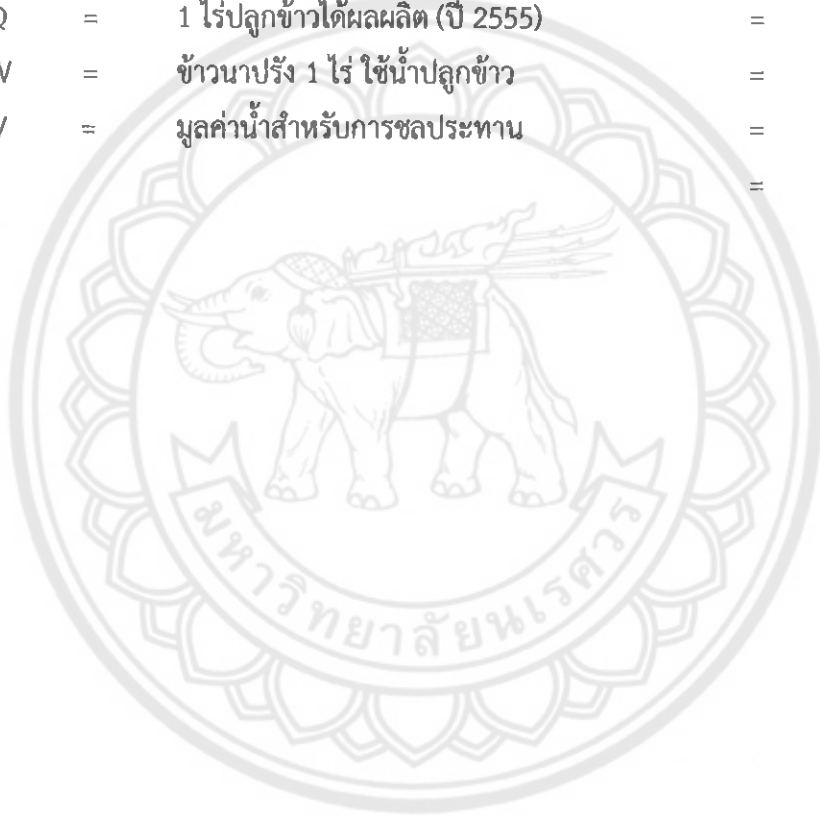 Q = 1 ไร่ปลูกข้าวได้ผลผลิต (ปี 2555) =
W = ข้าวนาปรัง 1 ไร่ ใช้น้ำปลูกข้าว =
V = มูลค่าน้ำสำหรับการชลประทาน =
=
มหาวิทยาลัยนเรศวร